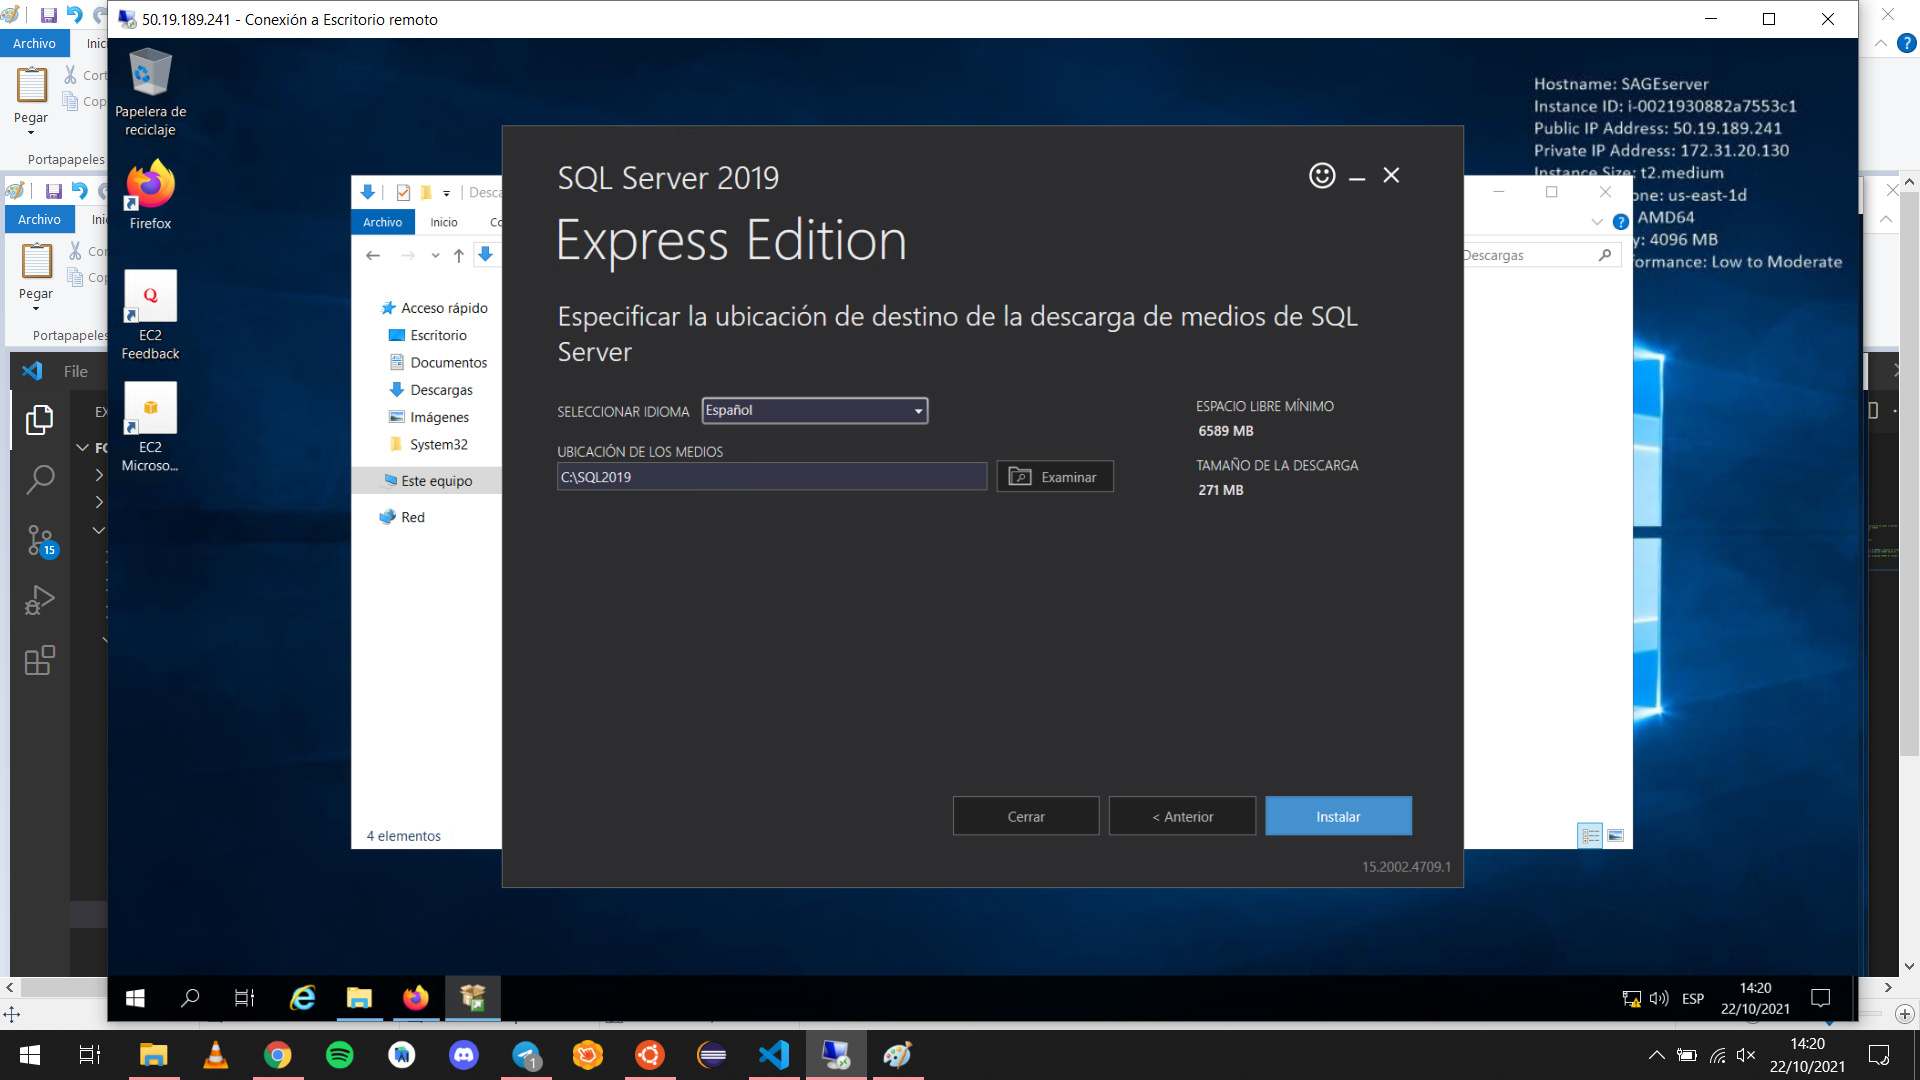 50.19.189.241 - Conexión a Escritorio remoto
Archivo
Inic
Cort
Cop
Pegar
Portapapeles
Archivo
Inic
Cor
Cop
Pegar
Portapapeles
File
EX
FO
15
Papelera de
reciclaje
Firefox
EC2
Feedback
EC2
Microso...
Hostname: SAGEserver
Instance ID: i-0021930882a7553c1
Public IP Address: 50.19.189.241
Private IP Address: 172.31.20.130
Instance Size: t2.medium
one: us-east-1d
AMD64
y: 4096 MB
formance: Low to Moderate
Desca
Archivo
Inicio
Co
Descargas
Acceso rápido
Escritorio
Documentos
Descargas
Imágenes
System32
Este equipo
Red
4 elementos
SQL Server 2019
Express Edition
Especificar la ubicación de destino de la descarga de medios de SQL
Server
SELECCIONAR IDIOMA
Español
UBICACIÓN DE LOS MEDIOS
C:\SQL2019
Examinar
ESPACIO LIBRE MÍNIMO
6589 MB
TAMAÑO DE LA DESCARGA
271 MB
Cerrar
< Anterior
Instalar
15.2002.4709.1
ESP
14:20
22/10/2021
1
14:20
22/10/2021